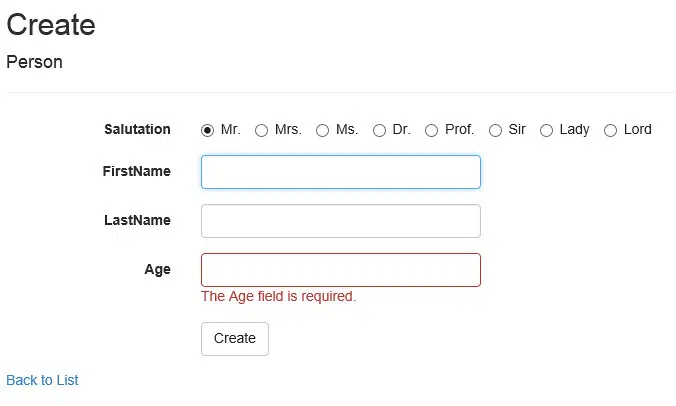 Create
Person
Salutation Mr. Mrs. Ms. Dr. Prof. Sir Lady Lord
FirstName
LastName
Age
The Age field is required.
Create
Back to List